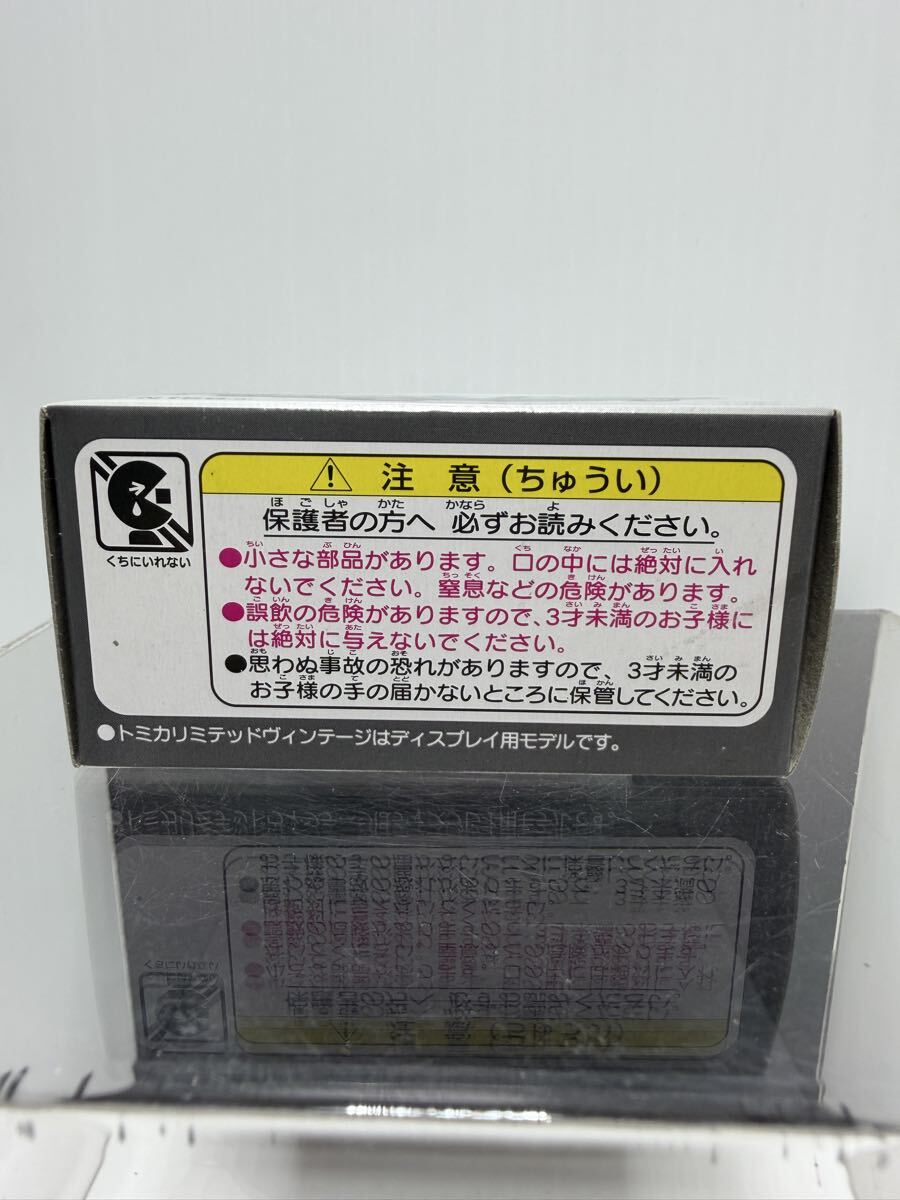 くちにいれない
注 意（ちゅうい）
保護者の方へ 必ずお読みください。
●小さな部品があります。口の中には絶対に入れ
ないでください。窒息などの危険があります。
●誤飲の危険がありますので、3才未満のお子様に
は絶対に与えないでください。
●思わぬ事故の恐れがありますので、3才未満の
お子様の手の届かないところに保管してください。
●トミカリミテッドヴィンテージはディスプレイ用モデルです。